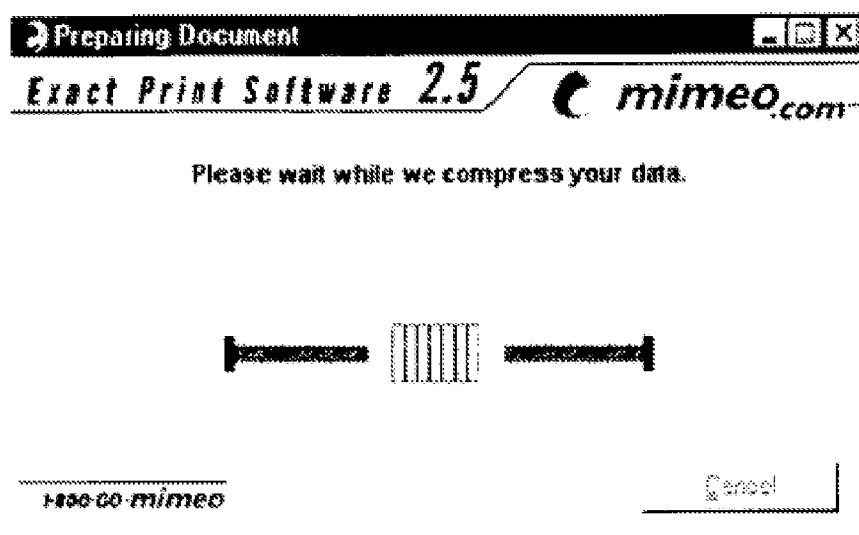 Preparing Document
Exact Print Software 2.5
mimeo.com
Please wait while we compress your data.
1-800-GO-mimeo
Cancel